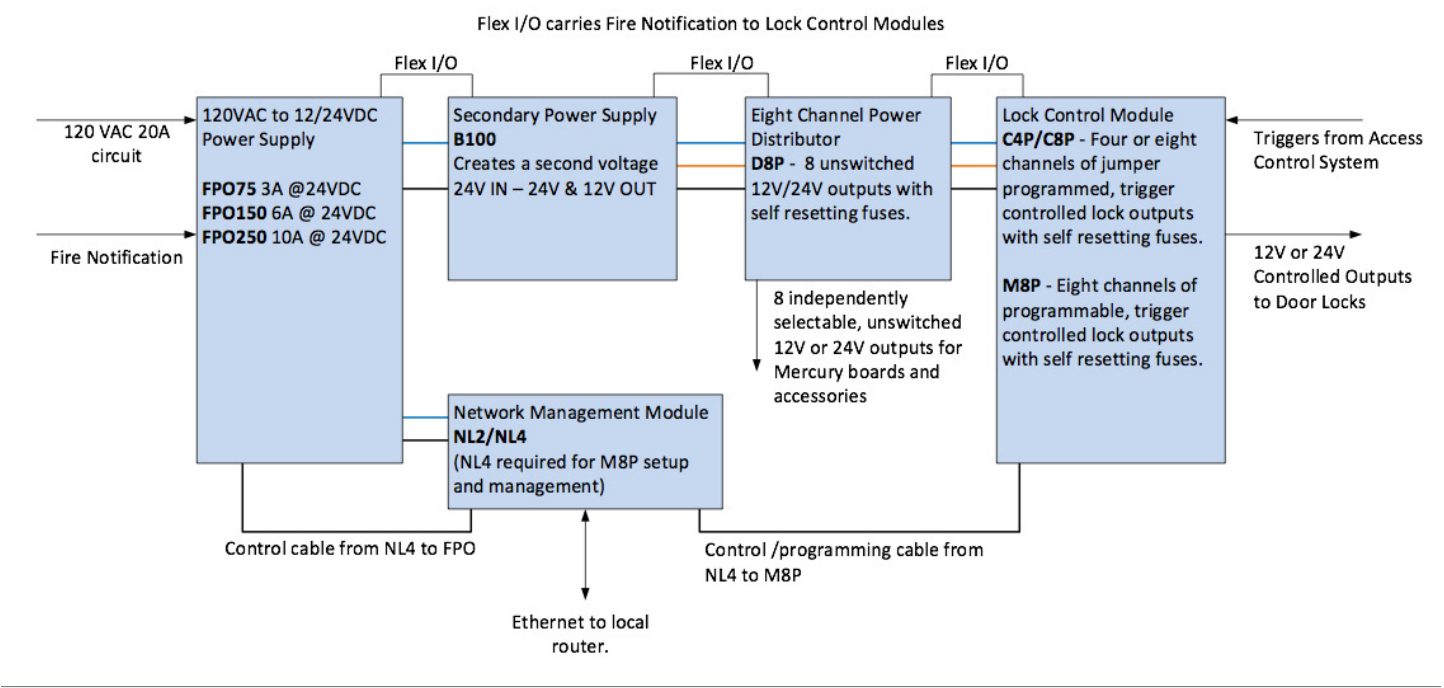 Flex I/O carries Fire Notification to Lock Control Modules
Flex I/O
Flex I/O
Flex I/O
120 VAC 20A
circuit
Fire Notification
120VAC to 12/24VDC
Power Supply
FPO75 3A @24VDC
FPO150 6A @ 24VDC
FPO250 10A @ 24VDC
Secondary Power Supply
B100
Creates a second voltage
24V IN – 24V & 12V OUT
Eight Channel Power
Distributor
D8P - 8 unswitched
12V/24V outputs with
self resetting fuses.
8 independently
selectable, unswitched
12V or 24V outputs for
Mercury boards and
accessories
Lock Control Module
C4P/C8P - Four or eight
channels of jumper
programmed, trigger
controlled lock outputs
with self resetting fuses.
M8P - Eight channels of
programmable, trigger
controlled lock outputs
with self resetting fuses.
Triggers from Access
Control System
12V or 24V
Controlled Outputs
to Door Locks
Network Management Module
NL2/NL4
(NL4 required for M8P setup
and management)
Control cable from NL4 to FPO
Control /programming cable from
NL4 to M8P
Ethernet to local
router.